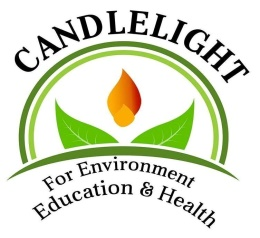 CANDLELIGHT
For Environment
Education & Health